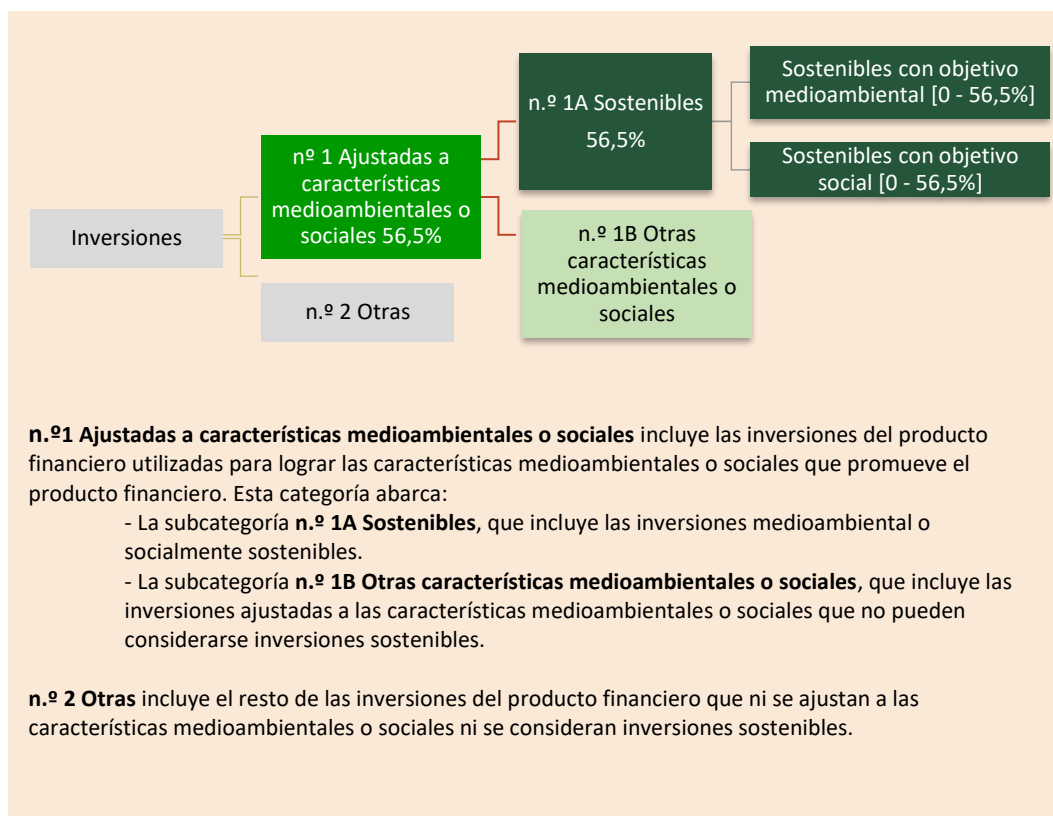 Inversiones
nº 1 Ajustadas a
características
medioambientales o
sociales 56,5%
n.º 2 Otras
n.º 1A Sostenibles
56,5%
n.º 1B Otras
características
medioambientales o
sociales
Sostenibles con objetivo
medioambiental [0 - 56,5%]
Sostenibles con objetivo
social [0 - 56,5%]
n.º1 Ajustadas a características medioambientales o sociales incluye las inversiones del producto
financiero utilizadas para lograr las características medioambientales o sociales que promueve el
producto financiero. Esta categoría abarca:
- La subcategoría n.º 1A Sostenibles, que incluye las inversiones medioambiental o
socialmente sostenibles.
- La subcategoría n.º 1B Otras características medioambientales o sociales, que incluye las
inversiones ajustadas a las características medioambientales o sociales que no pueden
considerarse inversiones sostenibles.
n.º 2 Otras incluye el resto de las inversiones del producto financiero que ni se ajustan a las
características medioambientales o sociales ni se consideran inversiones sostenibles.